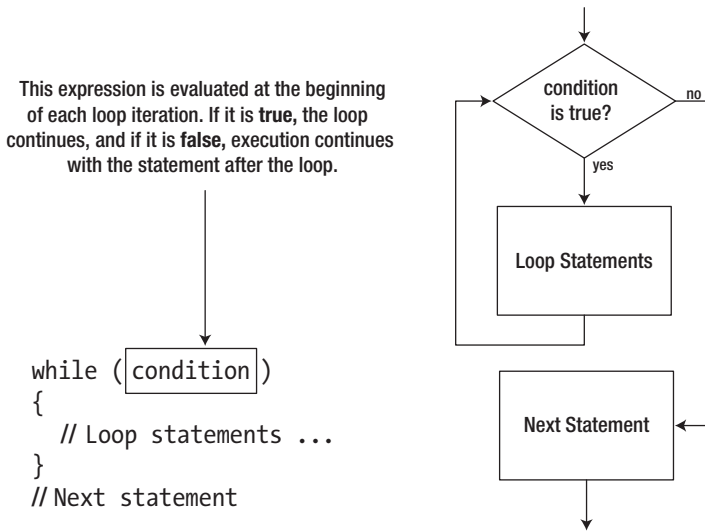 This expression is evaluated at the beginning
of each loop iteration. If it is true, the loop
continues, and if it is false, execution continues
with the statement after the loop.
while (condition)
{
// Loop statements ...
}
// Next statement
condition
is true?
no
yes
Loop Statements
Next Statement